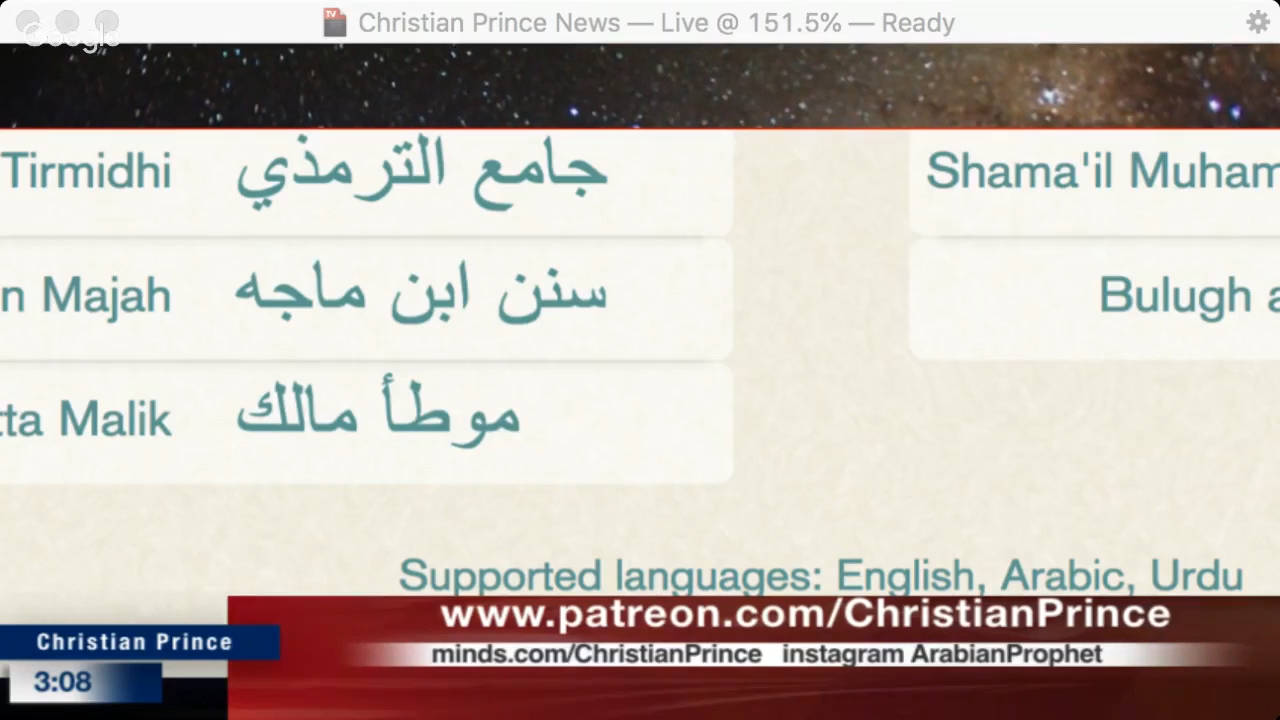 Christian Prince News — Live @ 151.5% — Ready
Google
Tirmidhi جامع الترمذي
Shama'il Muham
n Majah سنن ابن ماجه
Bulugh a
ta Malik موطأ مالك
Supported languages: English, Arabic, Urdu
www.patreon.com/ChristianPrince
Christian Prince
minds.com/ChristianPrince instagram ArabianProphet
3:08